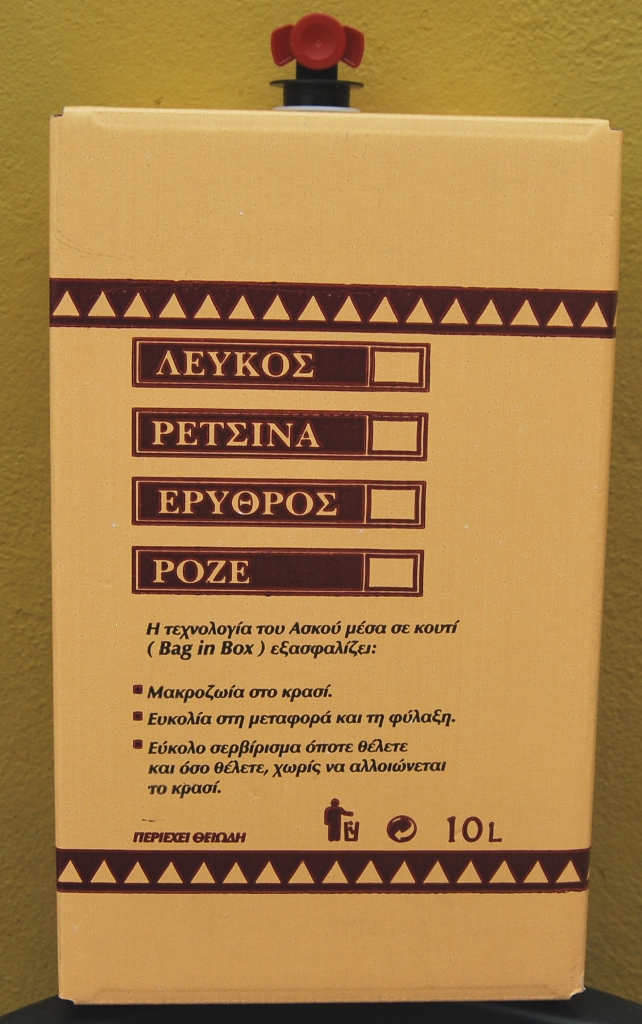 ΛΕΥΚΟΣ
ΡΕΤΣΙΝΑ
ΕΡΥΘΡΟΣ
ΡΟΖΕ
Η τεχνολογία του Ασκού μέσα σε κουτί
( Bag in Box ) εξασφαλίζει:
Μακροζωία στο κρασί.
Ευκολία στη μεταφορά και τη φύλαξη.
Εύκολο σερβίρισμα όποτε θέλετε
και όσο θέλετε, χωρίς να αλλοιώνεται
το κρασί.
ΠΕΡΙΕΧΕΙ ΘΕΙΩΔΗ
10L